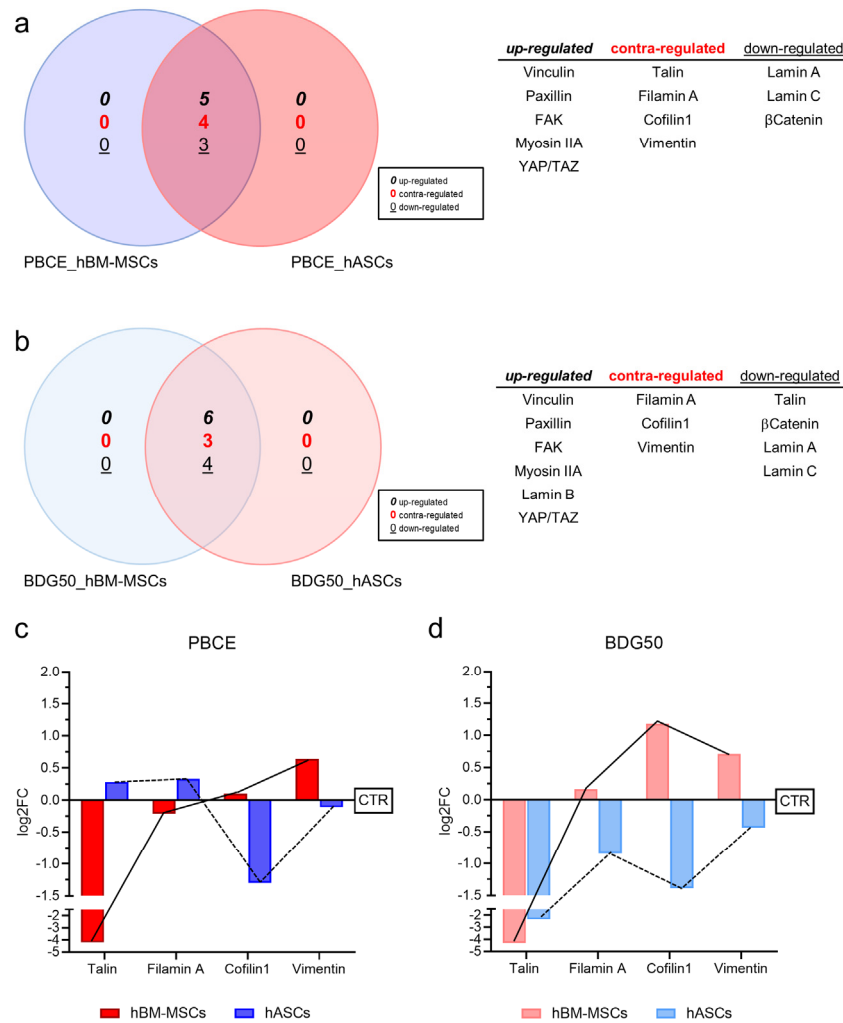 a
0 5 0
0 4 0
0 3 0
PBCE_hBM-MSCs PBCE_hASCs
0 up-regulated
0 contra-regulated
0 down-regulated
up-regulated contra-regulated down-regulated
Vinculin Talin Lamin A
Paxillin Filamin A Lamin C
FAK Cofilin1 βCatenin
Myosin IIA Vimentin
YAP/TAZ
b
0 6 0
0 3 0
0 4 0
BDG50_hBM-MSCs BDG50_hASCs
0 up-regulated
0 contra-regulated
0 down-regulated
up-regulated contra-regulated down-regulated
Vinculin Filamin A Talin
Paxillin Cofilin1 βCatenin
FAK Vimentin Lamin A
Myosin IIA Lamin C
Lamin B
YAP/TAZ
c
PBCE
log2FC
2.0
1.5
1.0
0.5
0.0
-0.5
-1.0
-1.5
-2
-3
-4
-5
CTR
Talin Filamin A Cofilin1 Vimentin
hBM-MSCs hASCs
d
BDG50
log2FC
2.0
1.5
1.0
0.5
0.0
-0.5
-1.0
-1.5
-2
-3
-4
-5
CTR
Talin Filamin A Cofilin1 Vimentin
hBM-MSCs hASCs